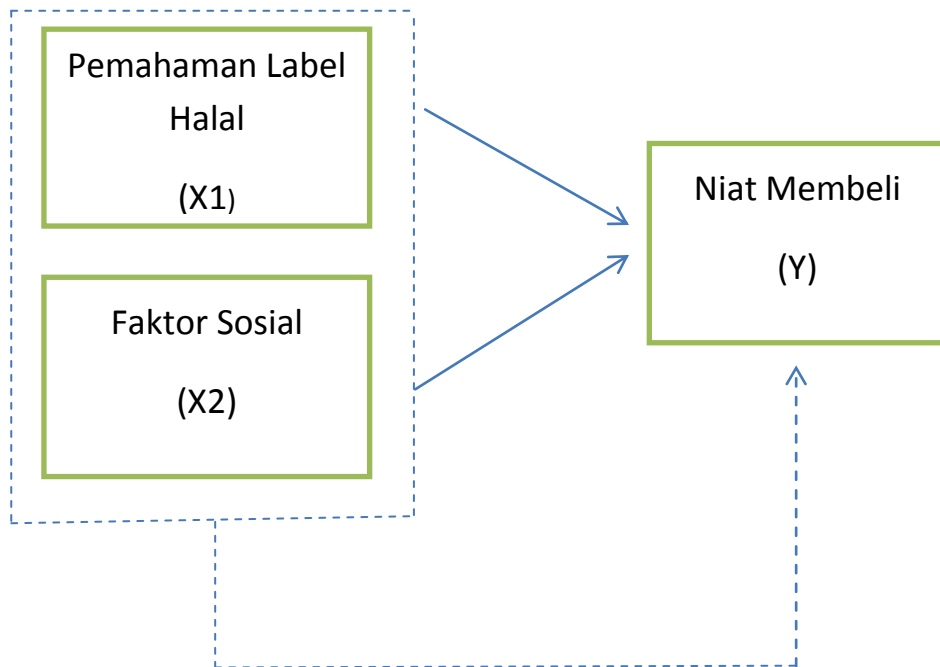 Pemahaman Label
Halal
(X1)
Faktor Sosial
(X2)
Niat Membeli
(Y)